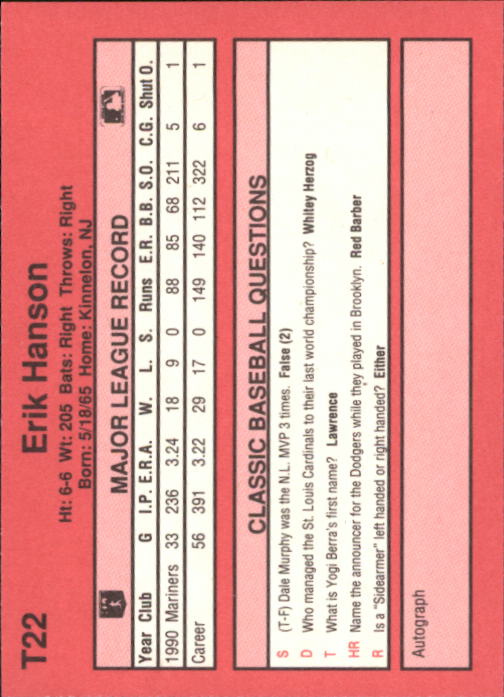 T22
Erik Hanson
Ht: 6-6 Wt: 205 Bats: Right Throws: Right
Born: 5/18/65 Home: Kinnelon, NJ
MAJOR LEAGUE RECORD
Year Club G I.P. E.R.A. W. L. S. Runs E.R. B.B. S.O. C.G. Shut O.
1990 Mariners 33 236 3.24 18 9 0 88 85 68 211 5 1
Career 56 391 3.22 29 17 0 149 140 112 322 6 1
CLASSIC BASEBALL QUESTIONS
S (T-F) Dale Murphy was the N.L. MVP 3 times. False (2)
D Who managed the St. Louis Cardinals to their last world championship? Whitey Herzog
T What is Yogi Berra's first name? Lawrence
HR Name the announcer for the Dodgers while they played in Brooklyn. Red Barber
R Is a "Sidearmer" left handed or right handed? Either
Autograph